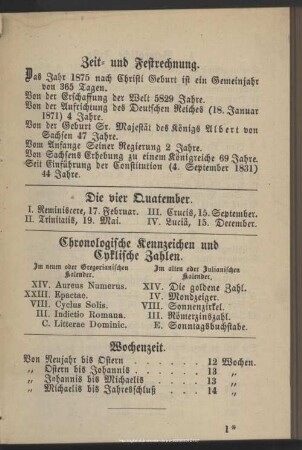 Zeit- und Festrechnung.
Das Jahr 1875 nach Christi Geburt ist ein Gemeinjahr
von 365 Tagen.
Von der Erschaffung der Welt 5829 Jahre.
Von der Aufrichtung des Deutschen Reiches (18. Januar
1871) 4 Jahre.
Von der Geburt Sr. Majestät des Königs Albert von
Sachsen 47 Jahre.
Vom Anfange Seiner Regierung 2 Jahre.
Von Sachsens Erhebung zu einem Königreiche 69 Jahre.
Seit Einführung der Constitution (4. September 1831)
44 Jahre.
Die vier Quatember.
I. Reminiscere, 17. Februar. III. Crucis, 15. September.
II. Trinitatis, 19. Mai. IV. Luciä, 15. December.
Chronologische Kennzeichen und
Cyklische Zahlen.
Im neuen oder Gregorianischen Im alten oder Julianischen
Kalender. Kalender.
XIV. Aureus Numerus. XIV. Die goldene Zahl.
XXIII. Epactae. IV. Mondzeiger.
VIII. Cyclus Solis. VIII. Sonnenzirkel.
III. Indictio Romana. III. Römerzinszahl.
C. Litterae Dominic. E. Sonntagsbuchstabe.
Wochenzeit.
Von Neujahr bis Ostern . . . . . . . 12 Wochen.
„ Ostern bis Johannis . . . . . . . 13 „
„ Johannis bis Michaelis . . . . . . 13 „
„ Michaelis bis Jahresschluß . . . . 14 „
1*